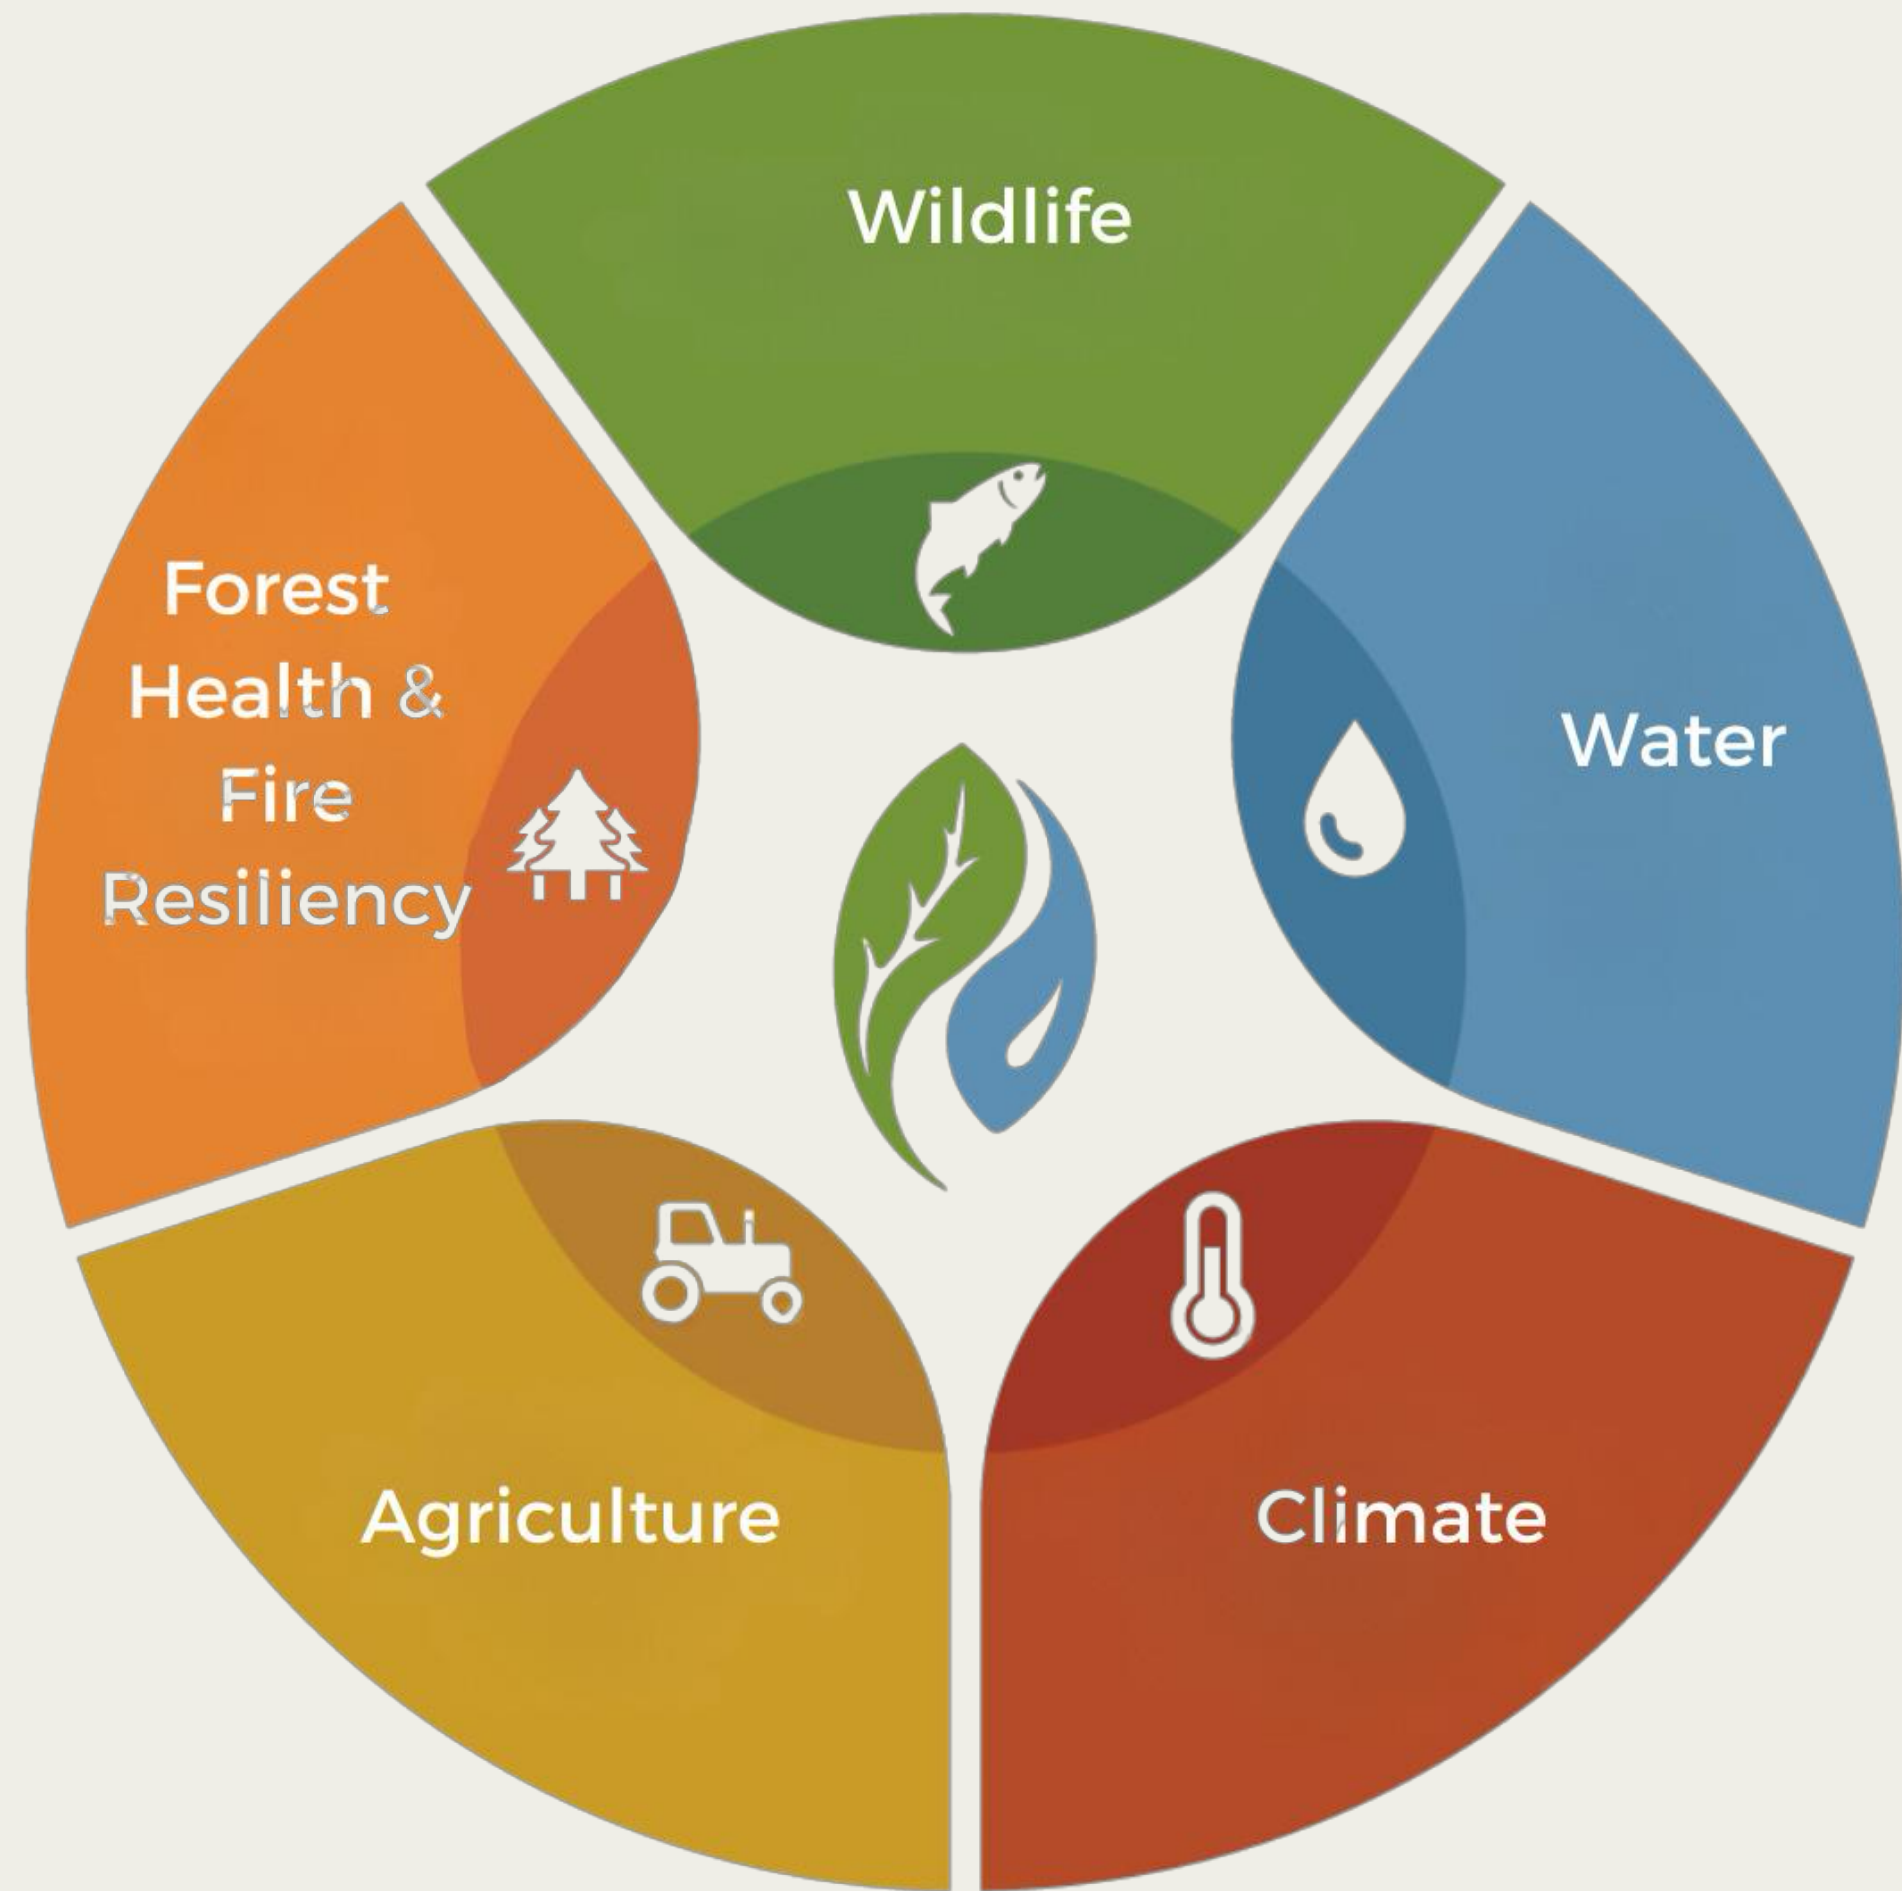 Wildlife
Water
Climate
Agriculture
Forest
Health &
Fire
Resiliency